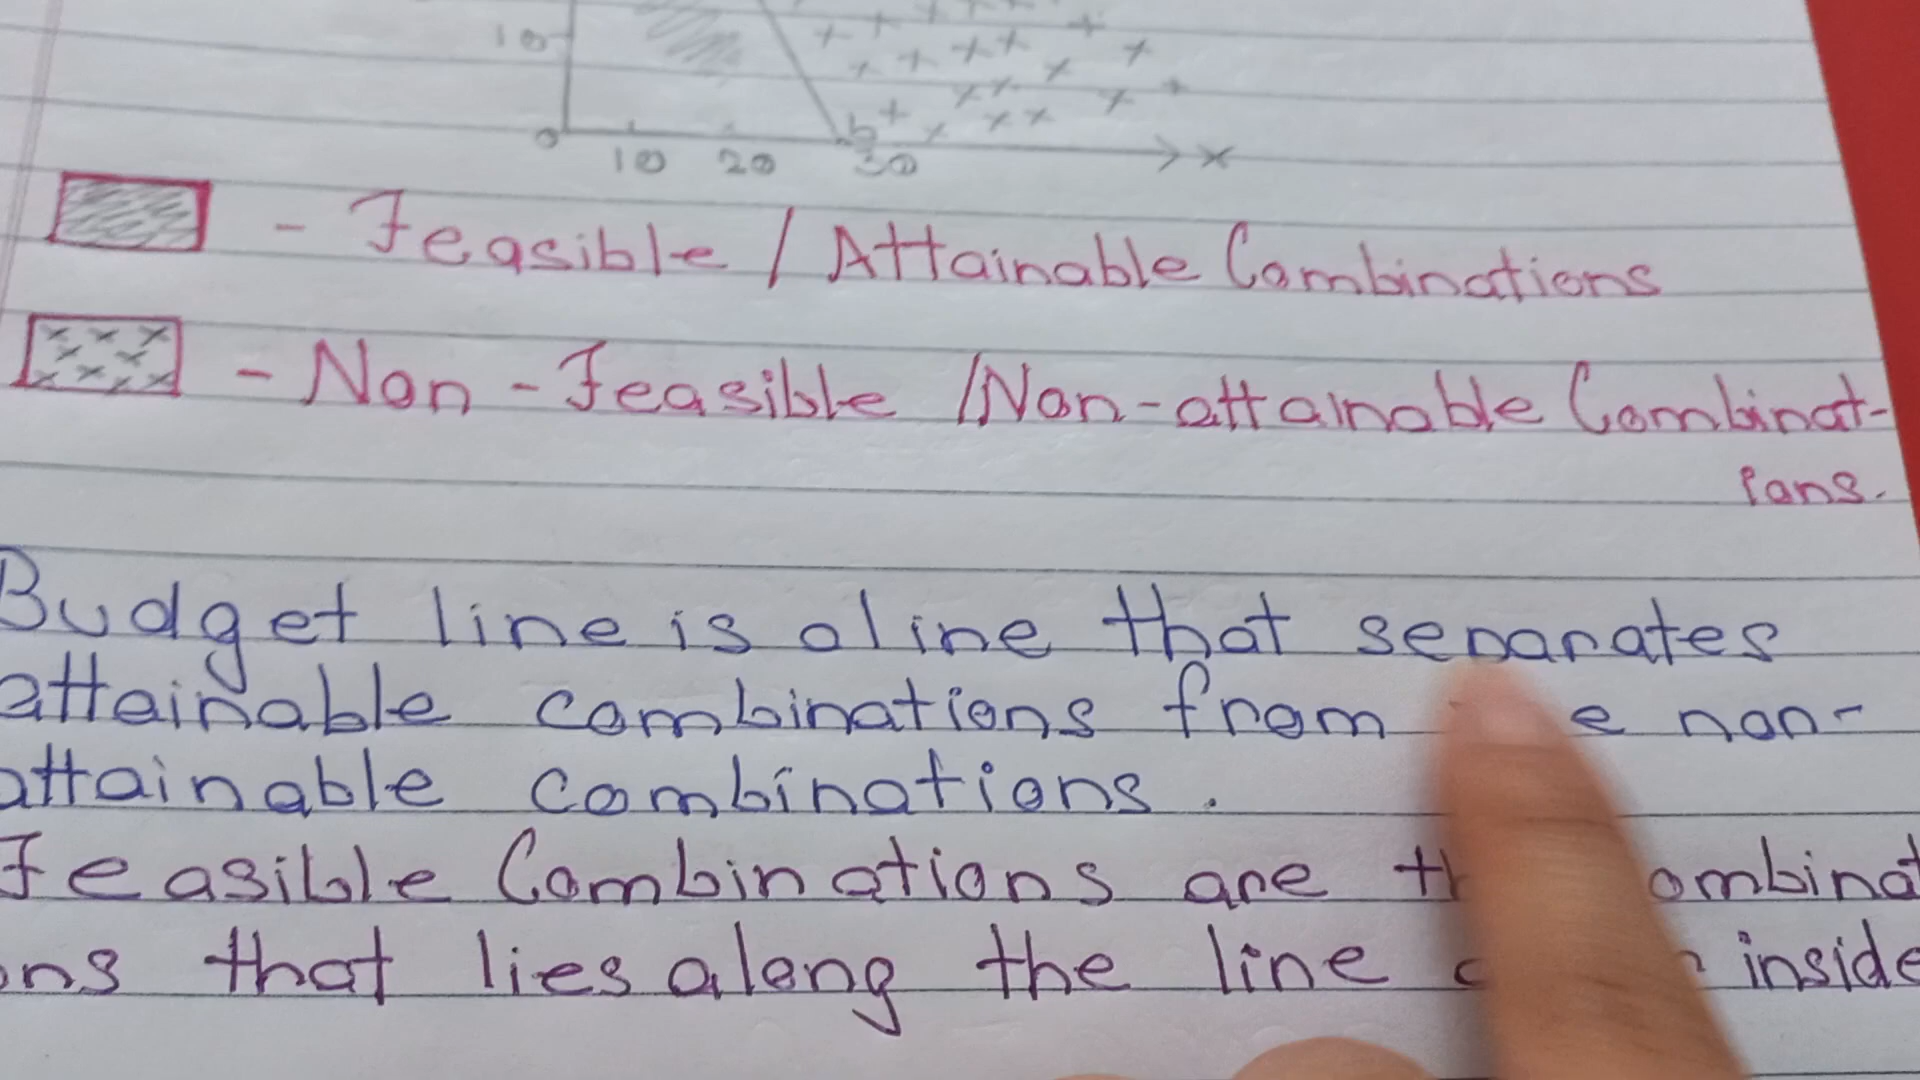 10
b
0 10 20 30 x
- Feasible / Attainable Combinations
- Non-Feasible /Non-attainable Combinat-
ions.
Budget line is a line that separates
attainable combinations from non-
attainable combinations.
Feasible Combinations are
that lies along the line inside